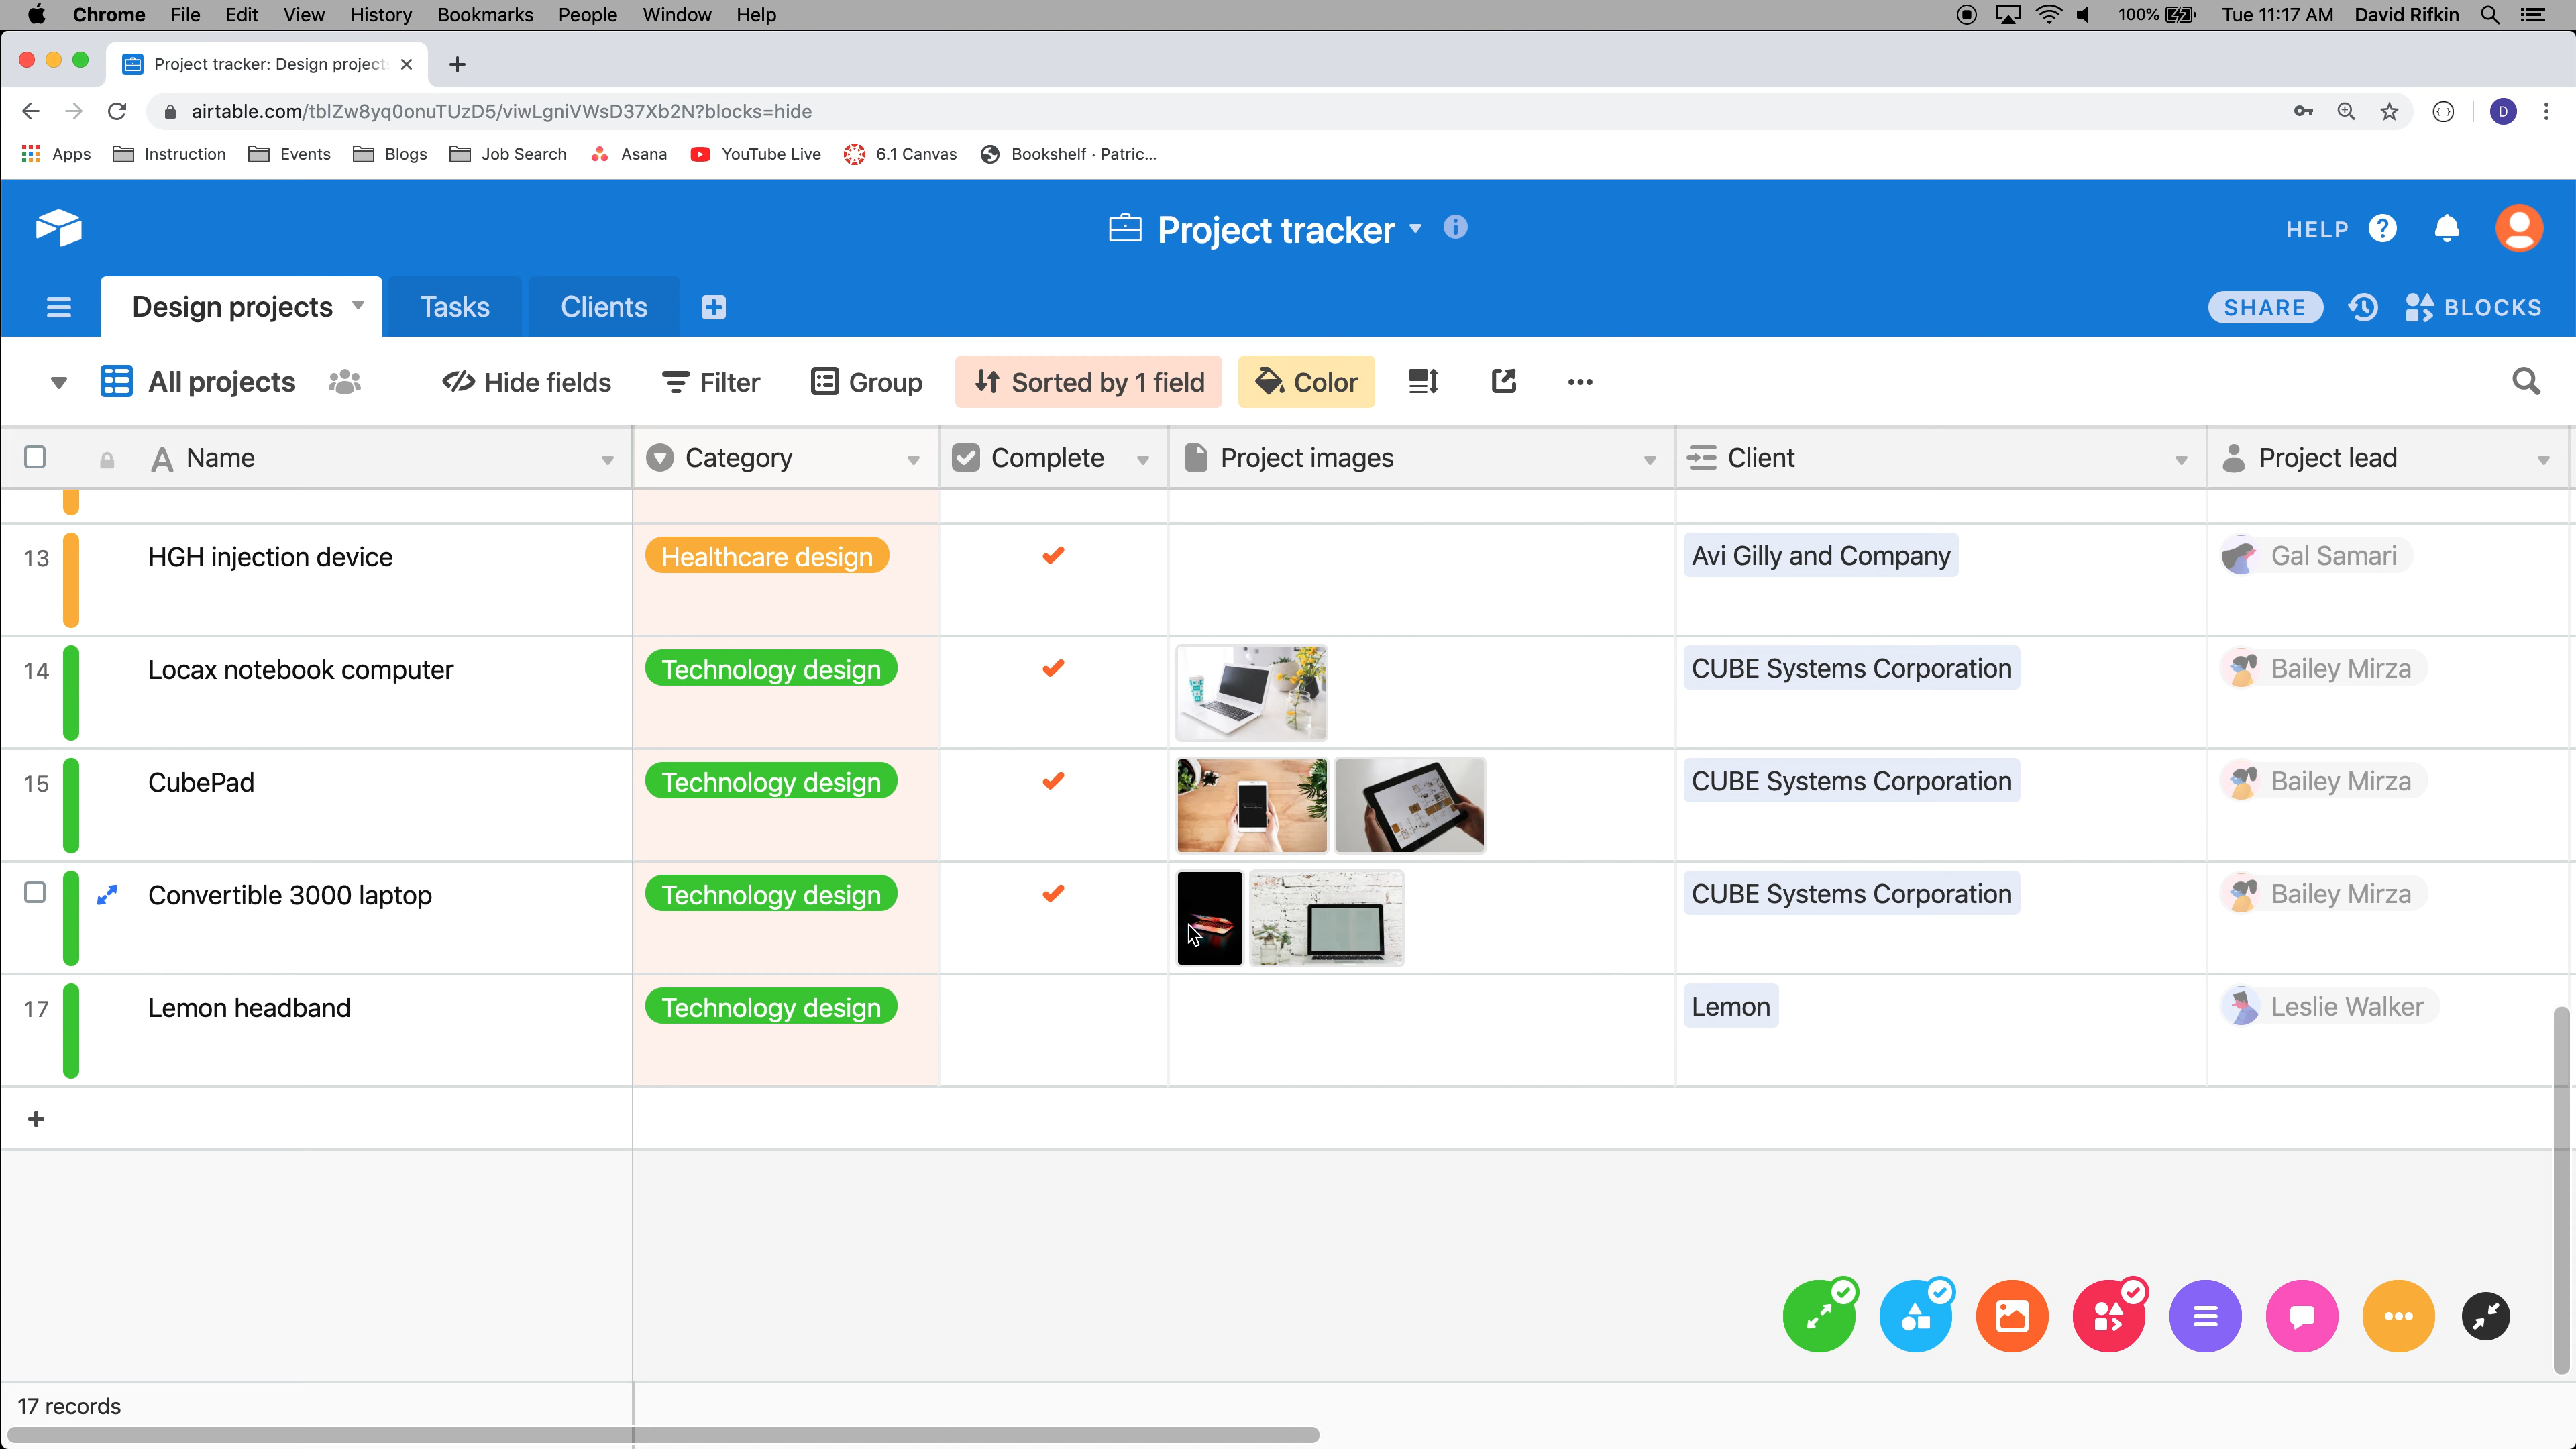 Chrome File Edit View History Bookmarks People Window Help 100% Tue 11:17 AM David Rifkin
Project tracker: Design project
airtable.com/tblZw8yq0onuTUzD5/viwLgniVWsD37Xb2N?blocks=hide D
Apps Instruction Events Blogs Job Search Asana YouTube Live 6.1 Canvas Bookshelf · Patric...
Project tracker HELP
Design projects Tasks Clients SHARE BLOCKS
All projects Hide fields Filter Group Sorted by 1 field Color
Name Category Complete Project images Client Project lead
13 HGH injection device Healthcare design Avi Gilly and Company Gal Samari
14 Locax notebook computer Technology design CUBE Systems Corporation Bailey Mirza
15 CubePad Technology design CUBE Systems Corporation Bailey Mirza
Convertible 3000 laptop Technology design CUBE Systems Corporation Bailey Mirza
17 Lemon headband Technology design Lemon Leslie Walker
17 records